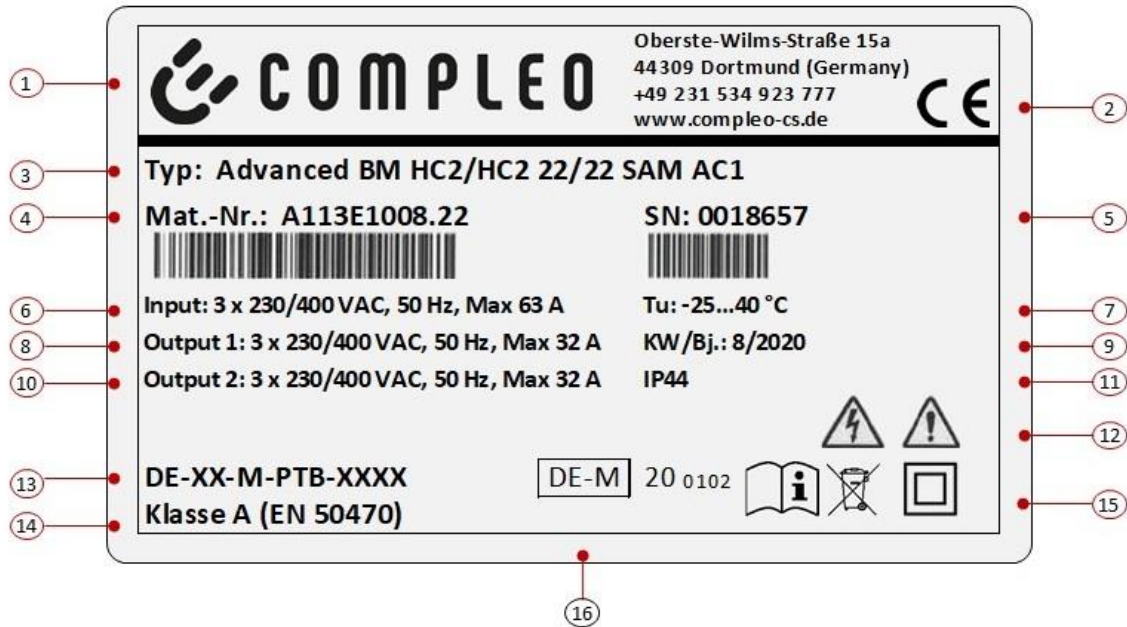 COMPLEO
Oberste-Wilms-Straße 15a
44309 Dortmund (Germany)
+49 231 534 923 777
www.compleo-cs.de
CE
1
2
3
Typ: Advanced BM HC2/HC2 22/22 SAM AC1
4
Mat.-Nr.: A113E1008.22
SN: 0018657
5
6
Input: 3 x 230/400 VAC, 50 Hz, Max 63 A
Tu: -25...40 °C
7
8
Output 1: 3 x 230/400 VAC, 50 Hz, Max 32 A
KW/Bj.: 8/2020
9
10
Output 2: 3 x 230/400 VAC, 50 Hz, Max 32 A
IP44
11
12
13
DE-XX-M-PTB-XXXX
DE-M 20 0102
i
15
14
Klasse A (EN 50470)
16